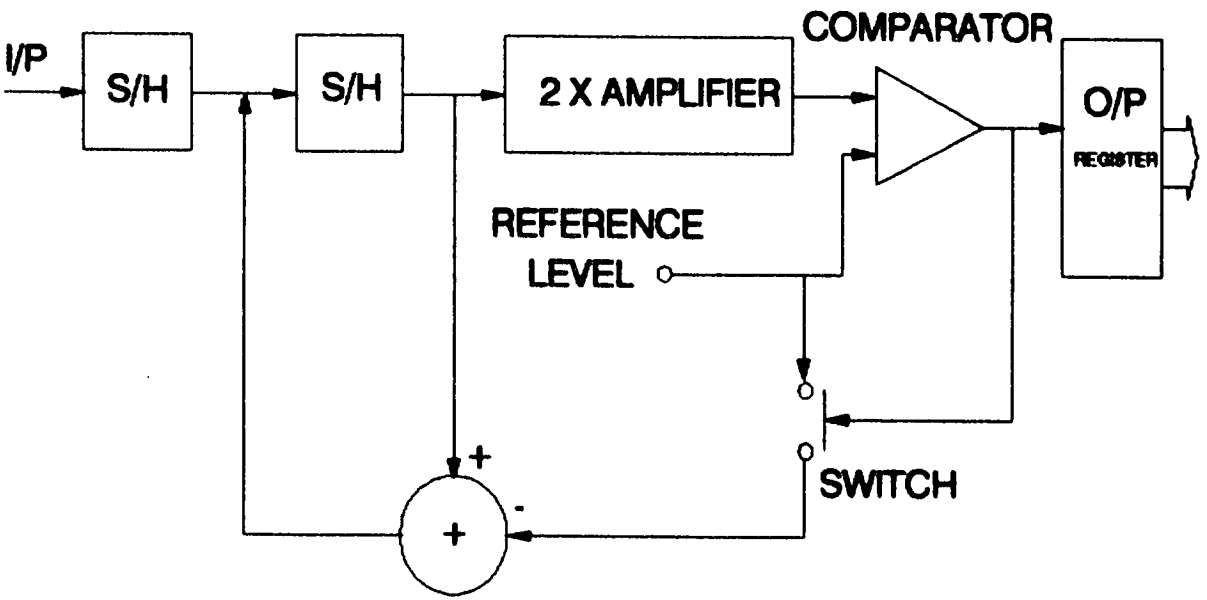 I/P
S/H
S/H
2 X AMPLIFIER
COMPARATOR
O/P
REGISTER
REFERENCE
LEVEL
SWITCH
+
-
+